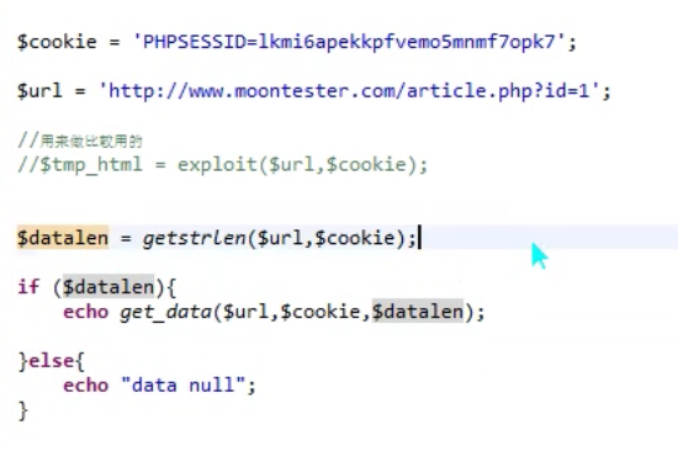 $cookie = 'PHPSESSID=lkmi6apekkpfvemo5mnmf7opk7';
$url = 'http://www.moontester.com/article.php?id=1';
//用来做比较用的
//$tmp_html = exploit($url,$cookie);
$datalen = getstrlen($url,$cookie);
if ($datalen){
echo get_data($url,$cookie,$datalen);
}else{
echo "data null";
}